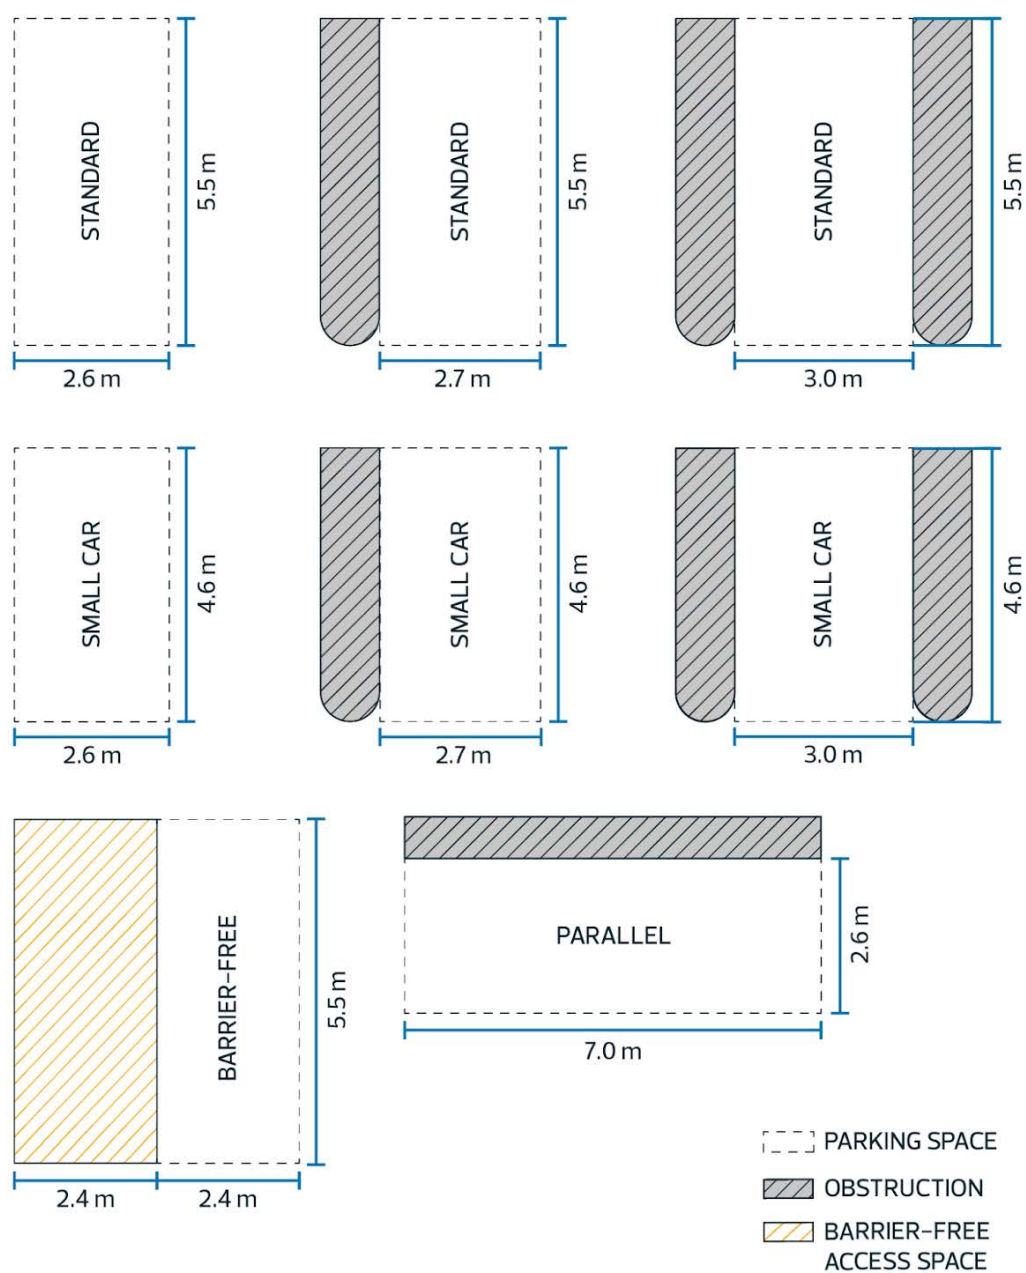 STANDARD
5.5 m
2.6 m
STANDARD
5.5 m
2.7 m
STANDARD
5.5 m
3.0 m
SMALL CAR
4.6 m
2.6 m
SMALL CAR
4.6 m
2.7 m
SMALL CAR
4.6 m
3.0 m
BARRIER-FREE
5.5 m
2.4 m
2.4 m
PARALLEL
2.6 m
7.0 m
PARKING SPACE
OBSTRUCTION
BARRIER-FREE
ACCESS SPACE